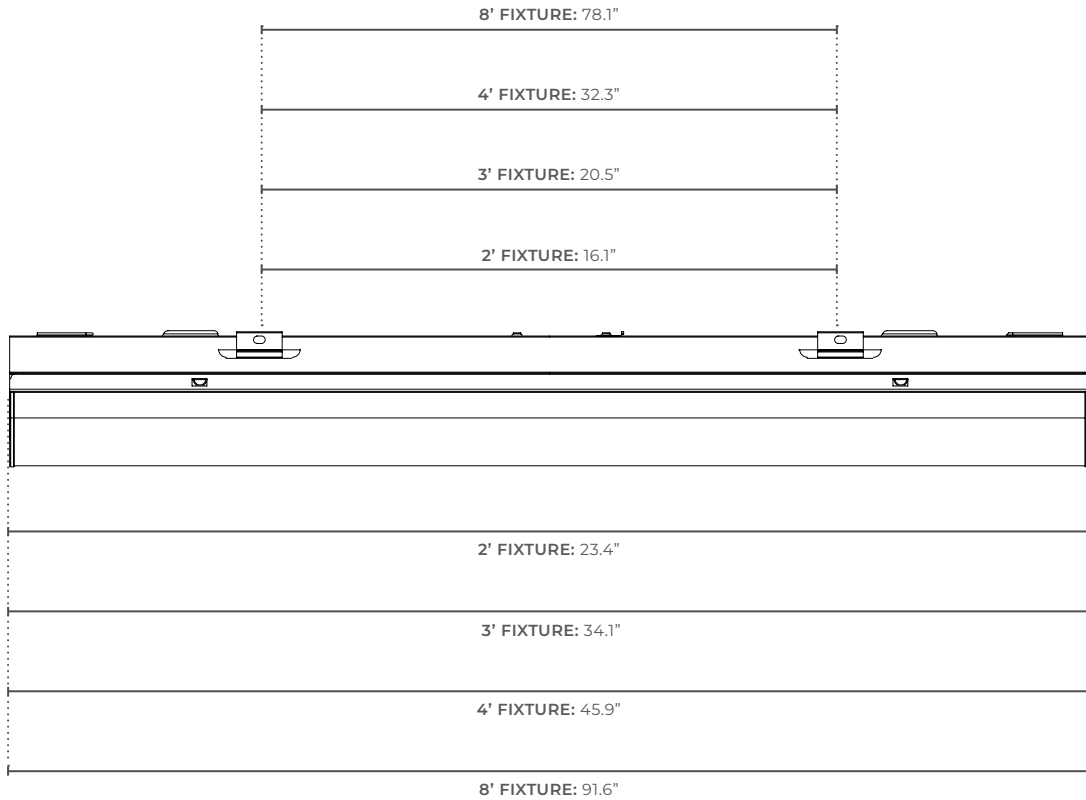 8’ FIXTURE: 78.1”
4’ FIXTURE: 32.3”
3’ FIXTURE: 20.5”
2’ FIXTURE: 16.1”
2’ FIXTURE: 23.4”
3’ FIXTURE: 34.1”
4’ FIXTURE: 45.9”
8’ FIXTURE: 91.6”